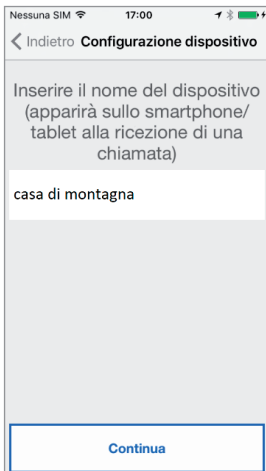 Nessuna SIM 17:00
Indietro Configurazione dispositivo
Inserire il nome del dispositivo
(apparirà sullo smartphone/
tablet alla ricezione di una
chiamata)
casa di montagna
Continua